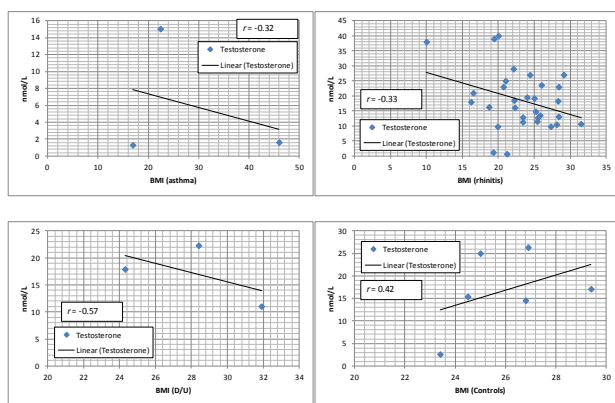 16
14
12
10
8
6
4
2
0
nmol/L
r = -0.32
Testosterone
Linear (Testosterone)
0 10 20 30 40 50
BMI (asthma)
45
40
35
30
25
20
15
10
5
0
nmol/L
Testosterone
Linear (Testosterone)
r = -0.33
0 5 10 15 20 25 30 35
BMI (rhinitis)
25
20
15
10
5
0
nmol/L
r = -0.57
Testosterone
Linear (Testosterone)
20 22 24 26 28 30 32 34
BMI (D/U)
30
25
20
15
10
5
0
nmol/L
Testosterone
Linear (Testosterone)
r = 0.42
20 22 24 26 28 30
BMI (Controls)